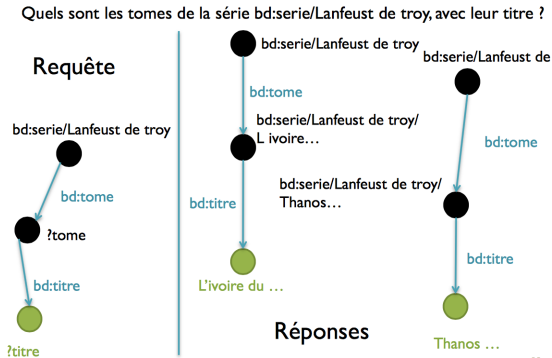 Quels sont les tomes de la série bd:serie/Lanfeust de troy, avec leur titre ?
Requête
bd:serie/Lanfeust de troy
bd:tome
?tome
bd:titre
?titre
bd:serie/Lanfeust de troy
bd:tome
bd:serie/Lanfeust de troy/
L ivoire…
bd:titre
L'ivoire du …
bd:serie/Lanfeust de
bd:tome
bd:serie/Lanfeust de troy/
Thanos…
bd:titre
Thanos …
Réponses